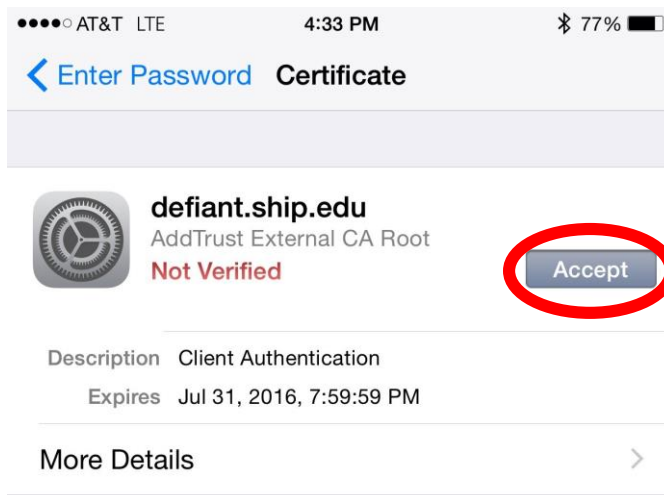 AT&T LTE 4:33 PM 77%
Enter Password Certificate
defiant.ship.edu
AddTrust External CA Root
Not Verified
Accept
Description Client Authentication
Expires Jul 31, 2016, 7:59:59 PM
More Details